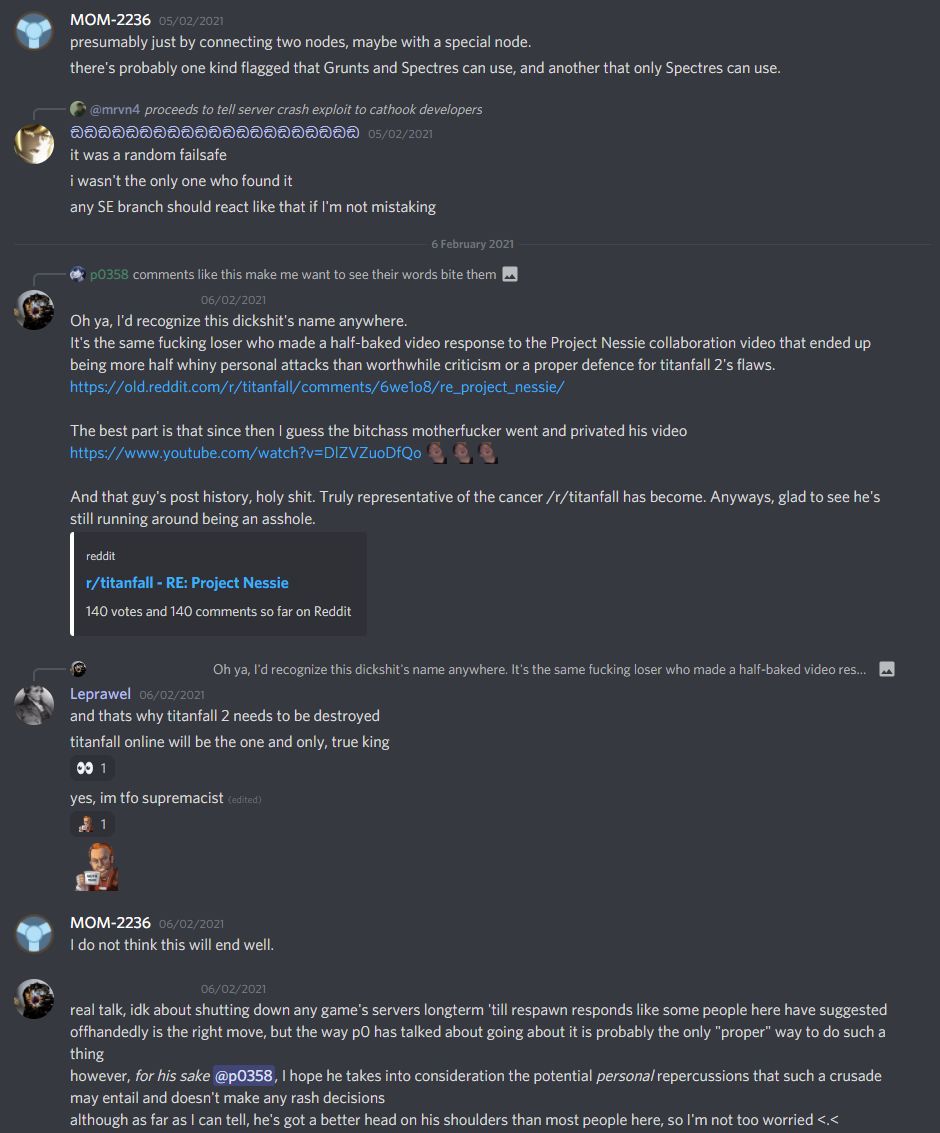 MOM-2236 05/02/2021
presumably just by connecting two nodes, maybe with a special node.
there's probably one kind flagged that Grunts and Spectres can use, and another that only Spectres can use.
@mrvn4 proceeds to tell server crash exploit to cathook developers
05/02/2021
it was a random failsafe
i wasn't the only one who found it
any SE branch should react like that if I'm not mistaking
6 February 2021
p0358 comments like this make me want to see their words bite them
06/02/2021
Oh ya, I'd recognize this dickshit's name anywhere.
It's the same fucking loser who made a half-baked video response to the Project Nessie collaboration video that ended up
being more half whiny personal attacks than worthwhile criticism or a proper defence for titanfall 2's flaws.
https://old.reddit.com/r/titanfall/comments/6we1o8/re_project_nessie/
The best part is that since then I guess the bitchass motherfucker went and privated his video
https://www.youtube.com/watch?v=DlZVZuoDfQo
And that guy's post history, holy shit. Truly representative of the cancer /r/titanfall has become. Anyways, glad to see he's
still running around being an asshole.
reddit
r/titanfall - RE: Project Nessie
140 votes and 140 comments so far on Reddit
Oh ya, I'd recognize this dickshit's name anywhere. It's the same fucking loser who made a half-baked video res...
Leprawel 06/02/2021
and thats why titanfall 2 needs to be destroyed
titanfall online will be the one and only, true king
👀 1
yes, im tfo supremacist (edited)
1
MOM-2236 06/02/2021
I do not think this will end well.
06/02/2021
real talk, idk about shutting down any game's servers longterm 'till respawn responds like some people here have suggested
offhandedly is the right move, but the way p0 has talked about going about it is probably the only "proper" way to do such a
thing
however, for his sake @p0358, I hope he takes into consideration the potential personal repercussions that such a crusade
may entail and doesn't make any rash decisions
although as far as I can tell, he's got a better head on his shoulders than most people here, so I'm not too worried <.<